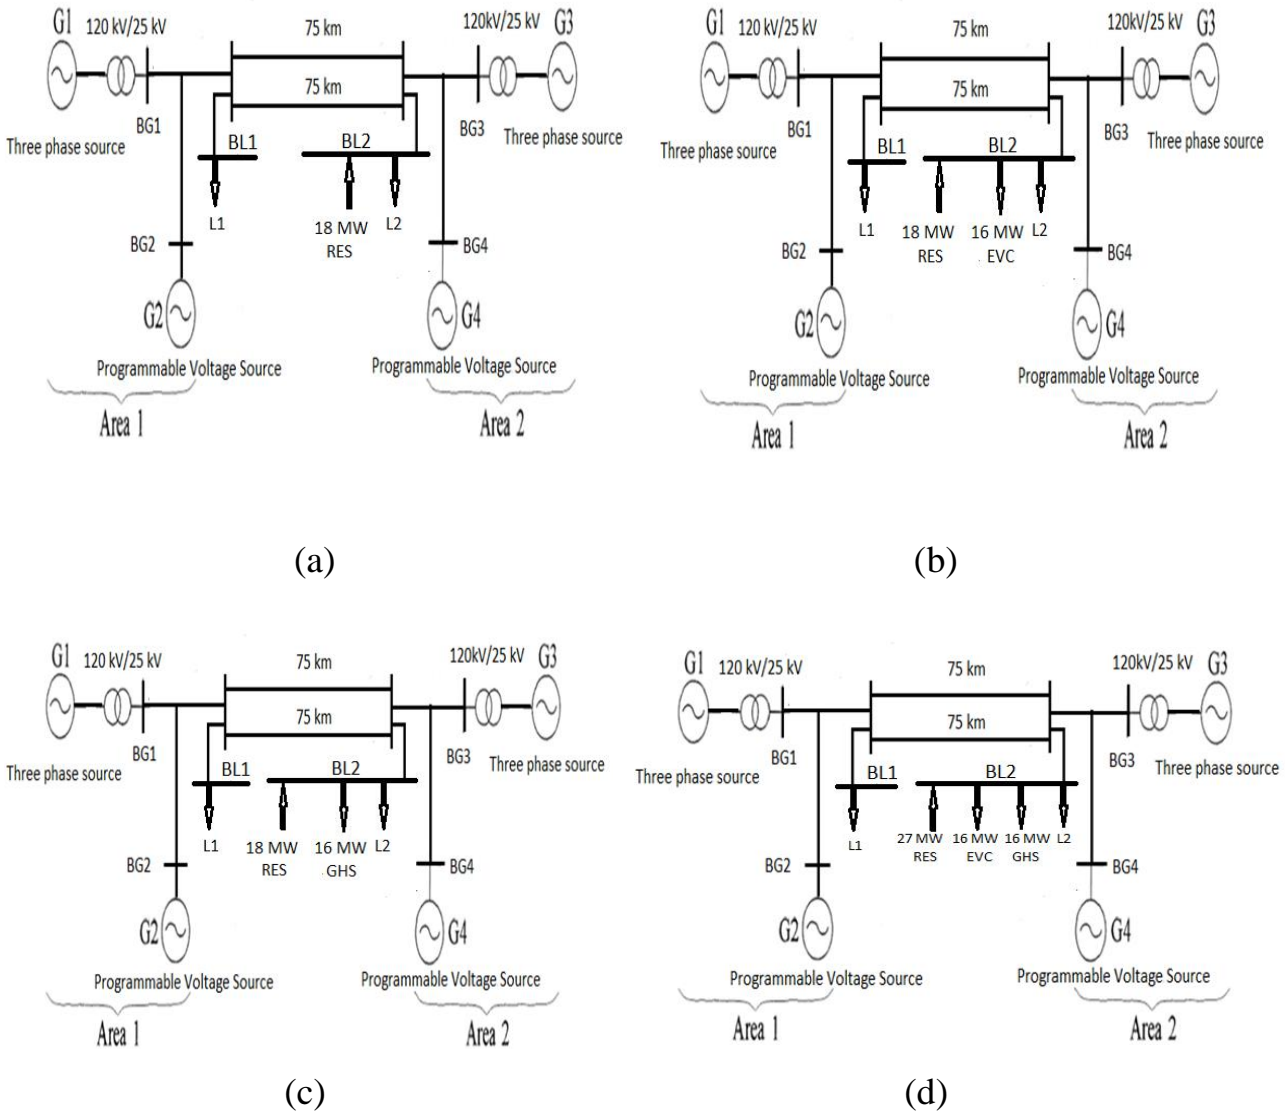 G1
120 kV/25 kV
75 km
120kV/25 kV
G3
75 km
BG1
BG3
Three phase source
Three phase source
BL1
BL2
L1
18 MW
RES
L2
BG2
BG4
G2
G4
Programmable Voltage Source
Programmable Voltage Source
Area 1
Area 2
(a)
G1
120 kV/25 kV
75 km
120kV/25 kV
G3
75 km
BG1
BG3
Three phase source
Three phase source
BL1
BL2
L1
18 MW
RES
16 MW
EVC
L2
BG2
BG4
G2
G4
Programmable Voltage Source
Programmable Voltage Source
Area 1
Area 2
(b)
G1
120 kV/25 kV
75 km
120kV/25 kV
G3
75 km
BG1
BG3
Three phase source
Three phase source
BL1
BL2
L1
18 MW
RES
16 MW
GHS
L2
BG2
BG4
G2
G4
Programmable Voltage Source
Programmable Voltage Source
Area 1
Area 2
(c)
G1
120 kV/25 kV
75 km
120kV/25 kV
G3
75 km
BG1
BG3
Three phase source
Three phase source
BL1
BL2
L1
27 MW
RES
16 MW
EVC
16 MW
GHS
L2
BG2
BG4
G2
G4
Programmable Voltage Source
Programmable Voltage Source
Area 1
Area 2
(d)